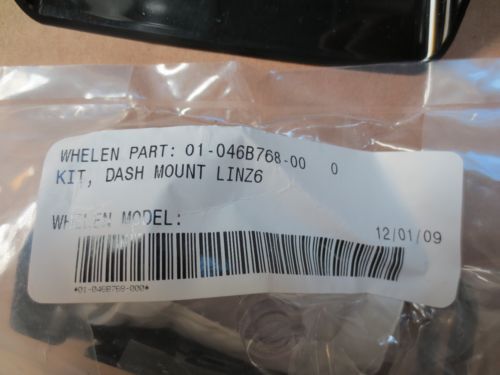 WHELEN PART: 01-046B768-00 0
KIT, DASH MOUNT LINZ6
WHELEN MODEL:
12/01/09
*01-046B768-000*